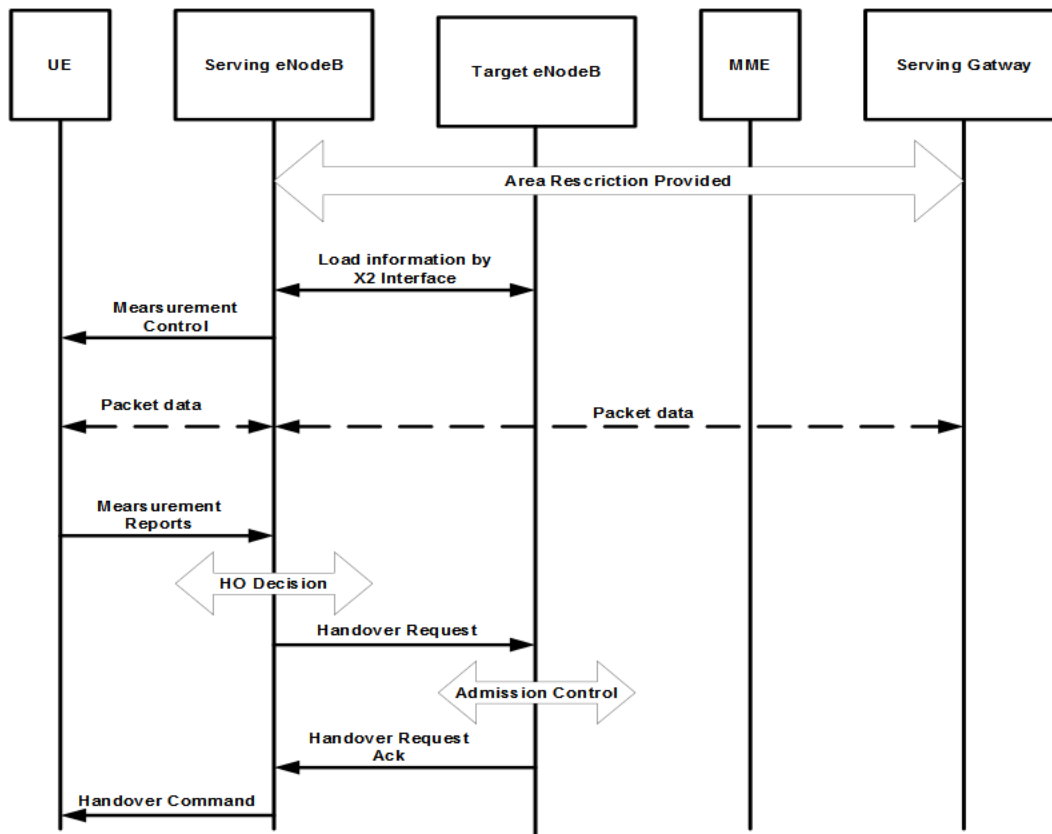 UE
Serving eNodeB
Target eNodeB
MME
Serving Gatway
Area Rescriction Provided
Load information by
X2 Interface
Mearsurement
Control
Packet data
Packet data
Mearsurement
Reports
HO Decision
Handover Request
Admission Control
Handover Request
Ack
Handover Command